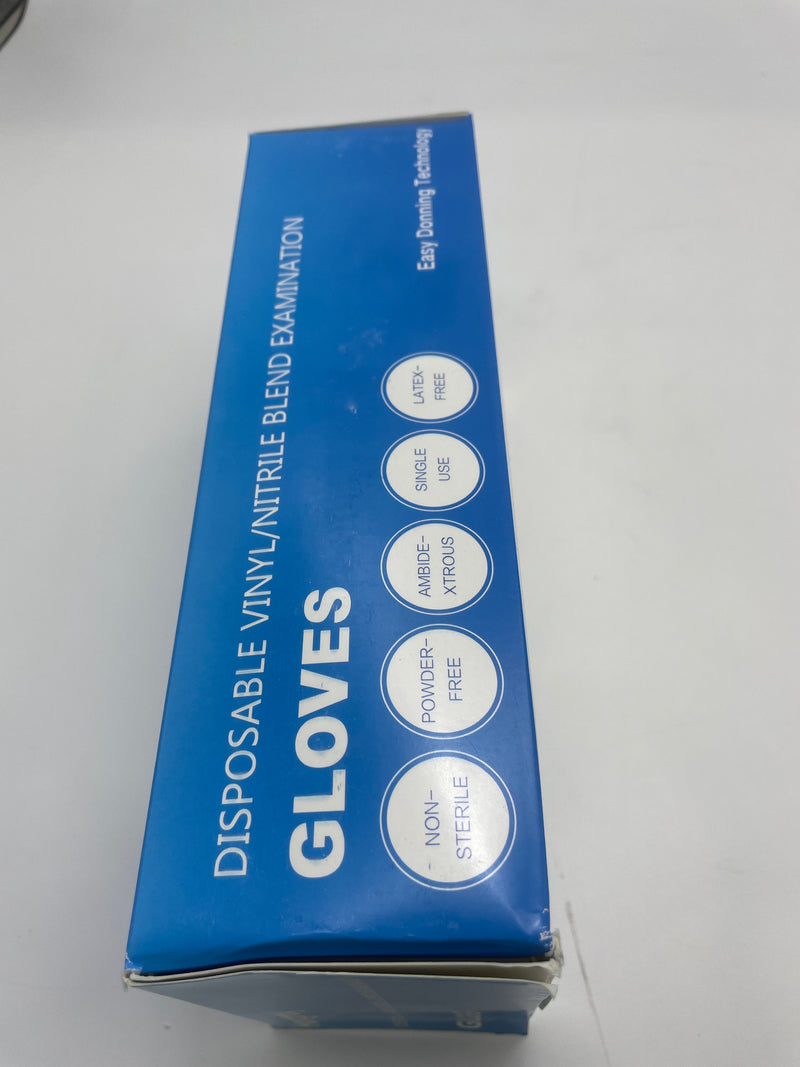 DISPOSABLE VINYL/NITRILE BLEND EXAMINATION
GLOVES
NON-
STERILE
POWDER-
FREE
AMBIDE-
XTROUS
SINGLE
USE
LATEX-
FREE
Easy Donning Technology